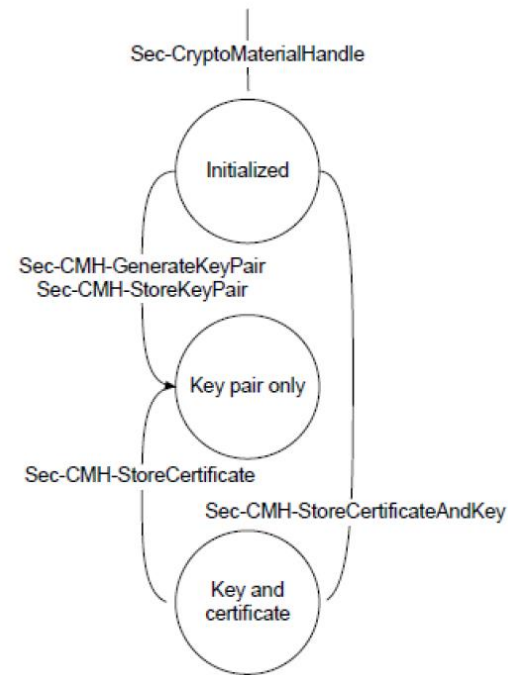 Sec-CryptoMaterialHandle
Initialized
Sec-CMH-GenerateKeyPair
Sec-CMH-StoreKeyPair
Key pair only
Sec-CMH-StoreCertificate
Sec-CMH-StoreCertificateAndKey
Key and
certificate